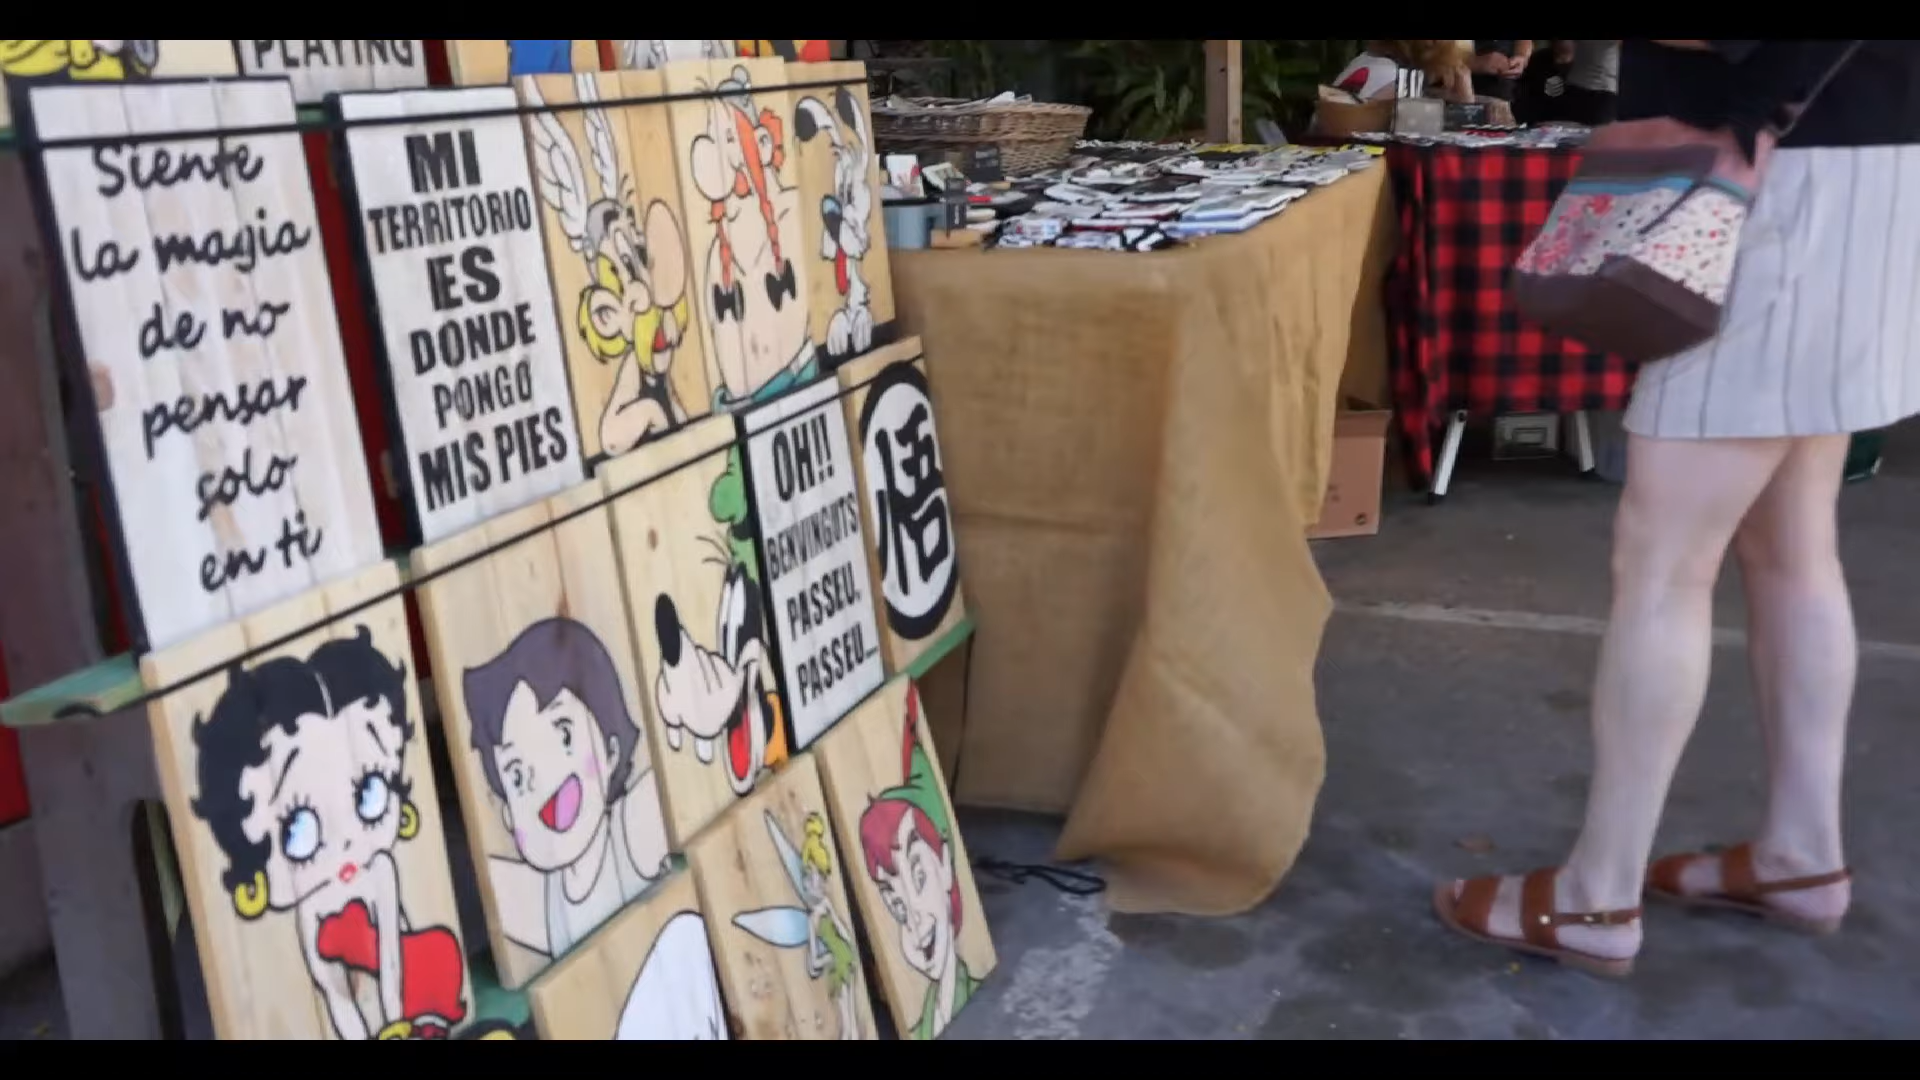 PLAYING
Siente
la magia
de no
pensar
solo
en ti
MI
TERRITORIO
ES
DONDE
PONGO
MIS PIES
OH!!
BENVINGUTS
PASSEU,
PASSEU...
悟